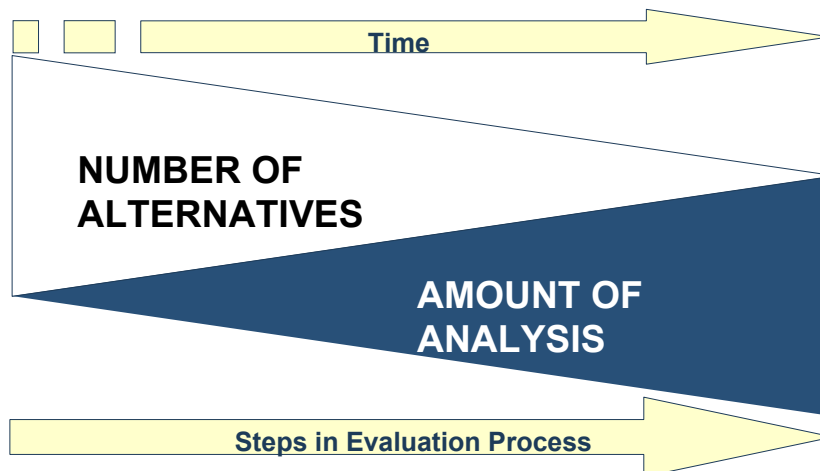 Time
NUMBER OF
ALTERNATIVES
AMOUNT OF
ANALYSIS
Steps in Evaluation Process